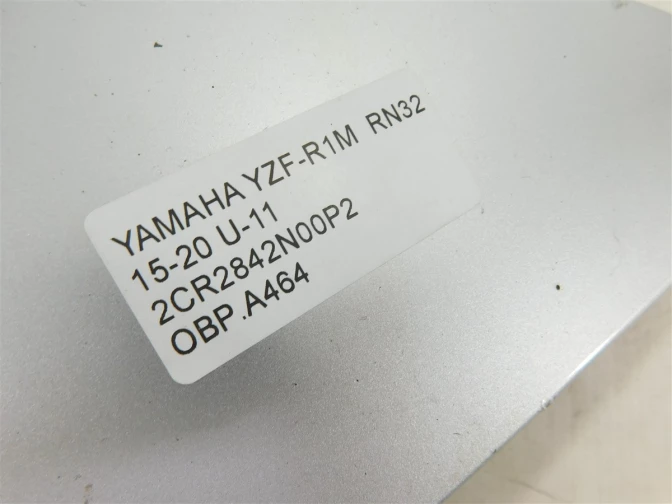 YAMAHA YZF-R1M RN32
15-20 U-11
2CR2842N00P2
OBP.A464